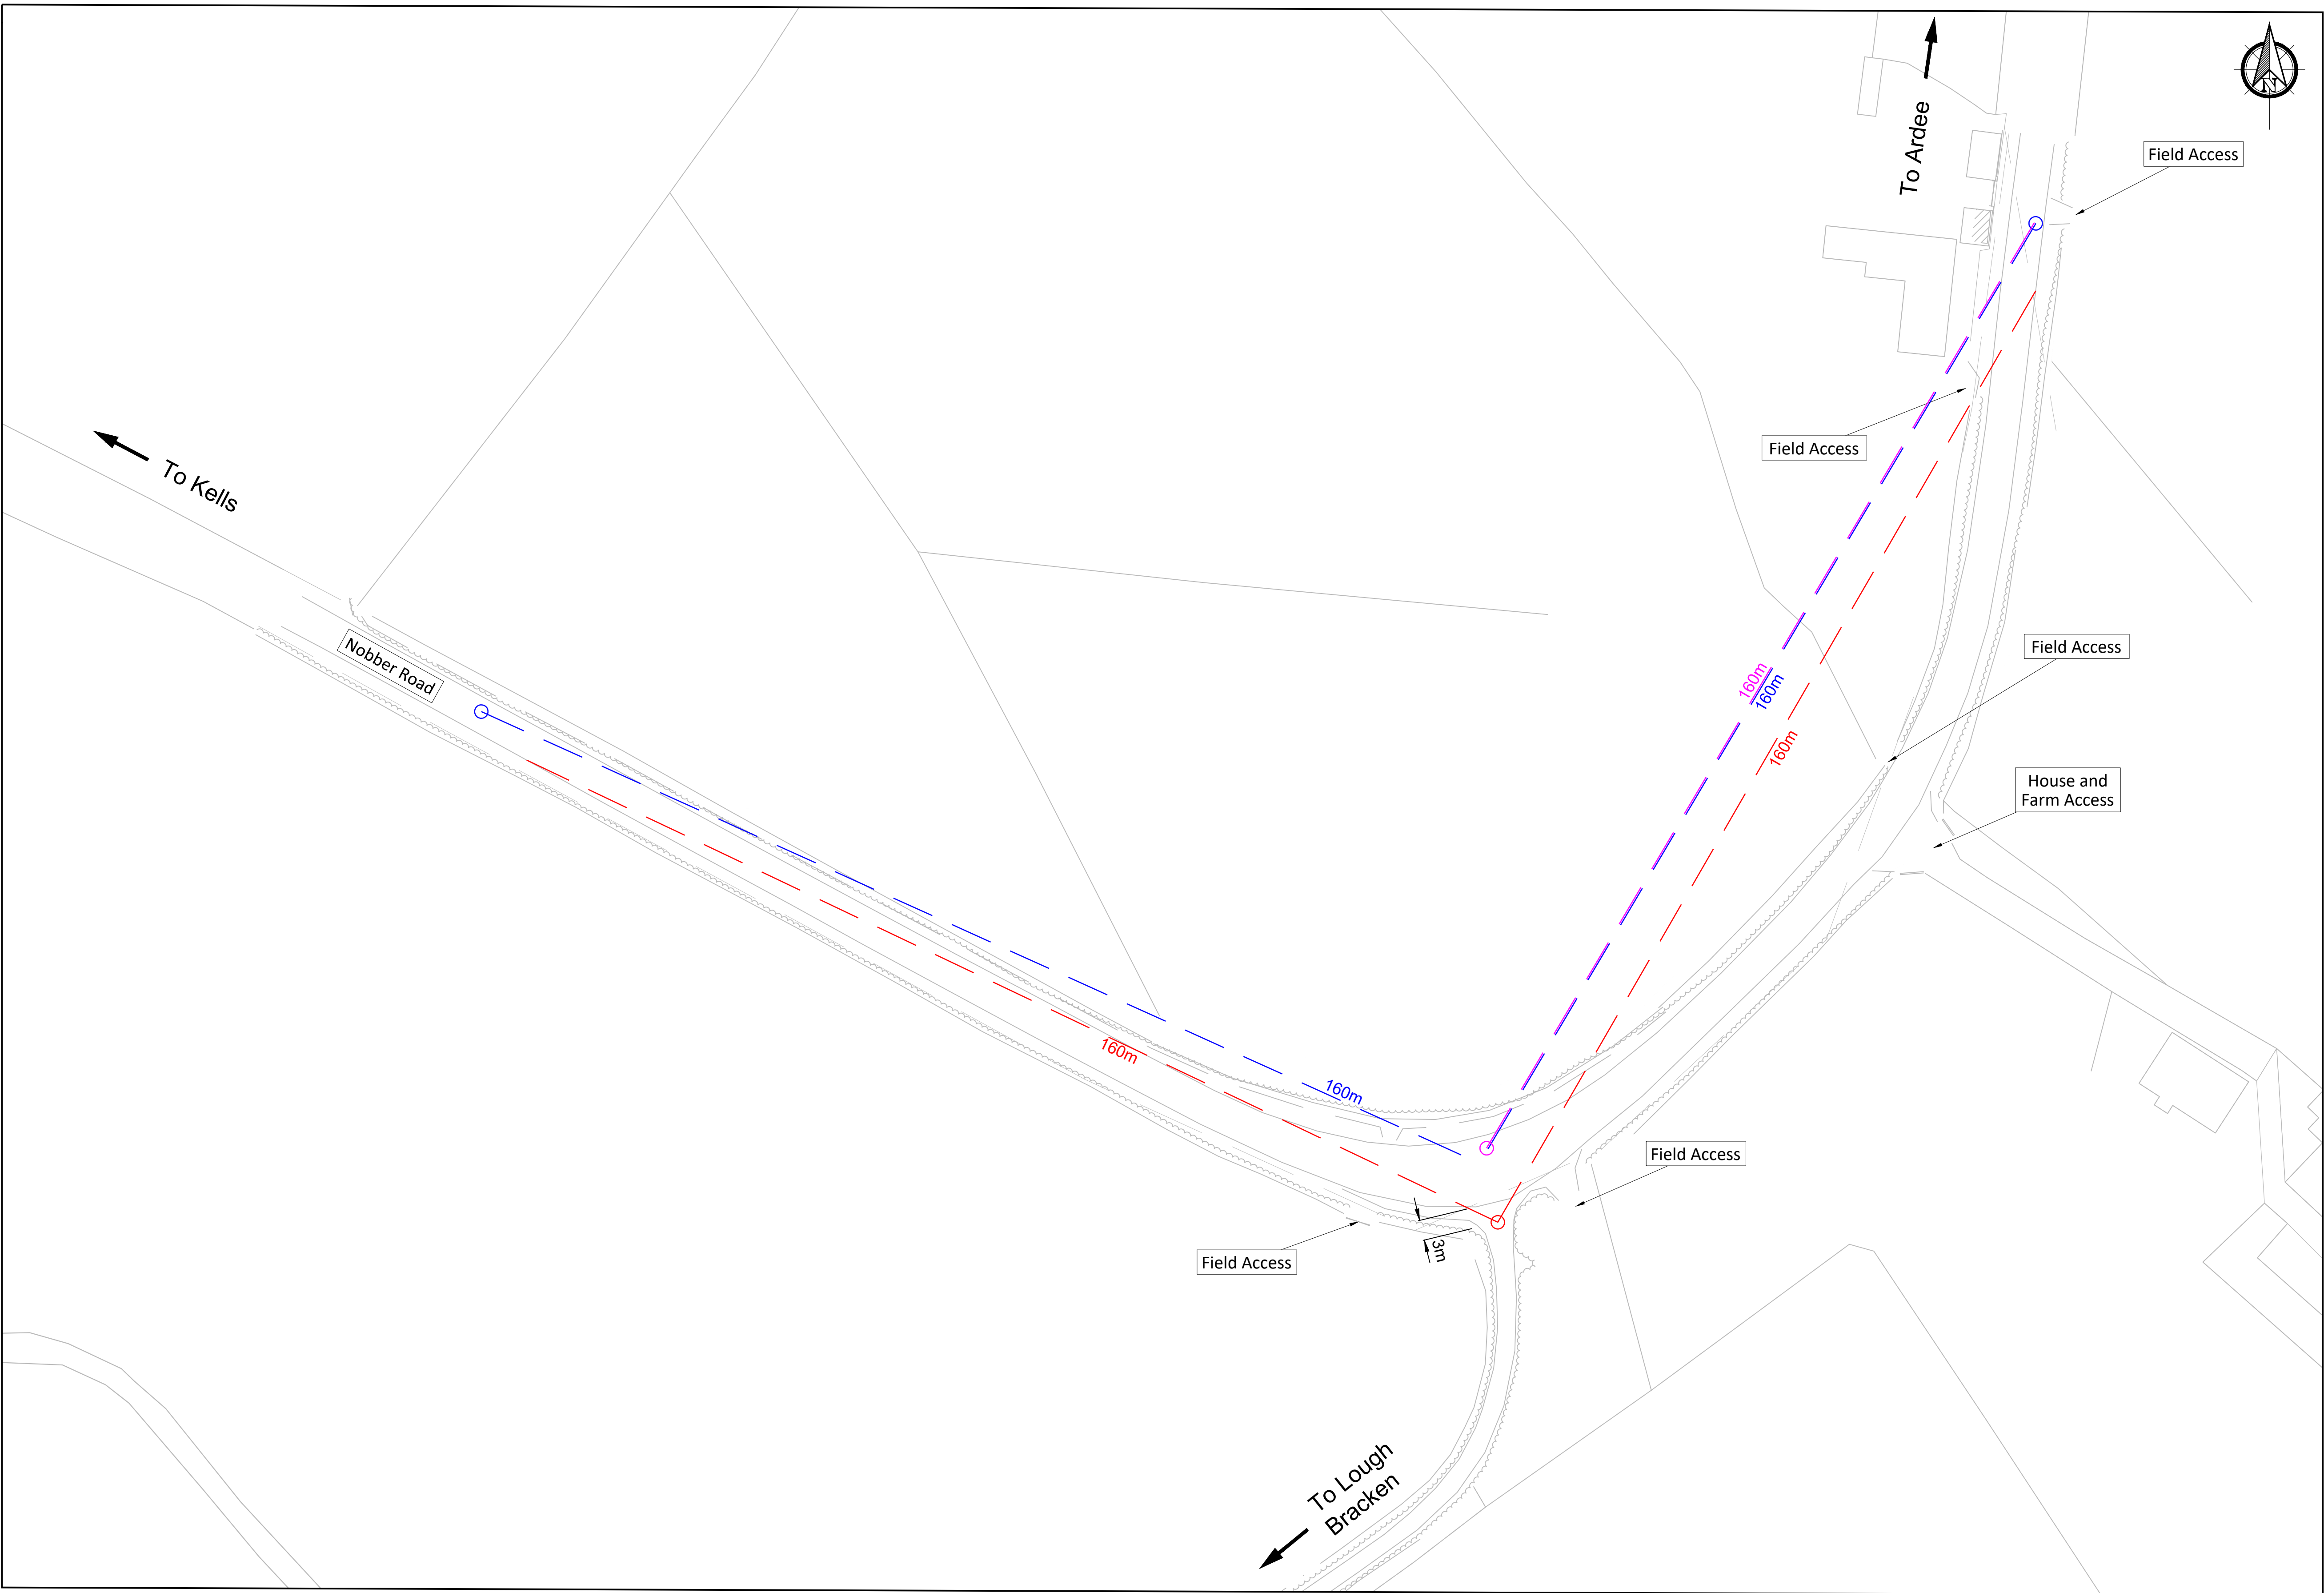 N
To Ardee
Field Access
To Kells
Field Access
Nobber Road
160m
160m
Field Access
160m
House and
Farm Access
160m
160m
Field Access
3m
Field Access
To Lough
Bracken